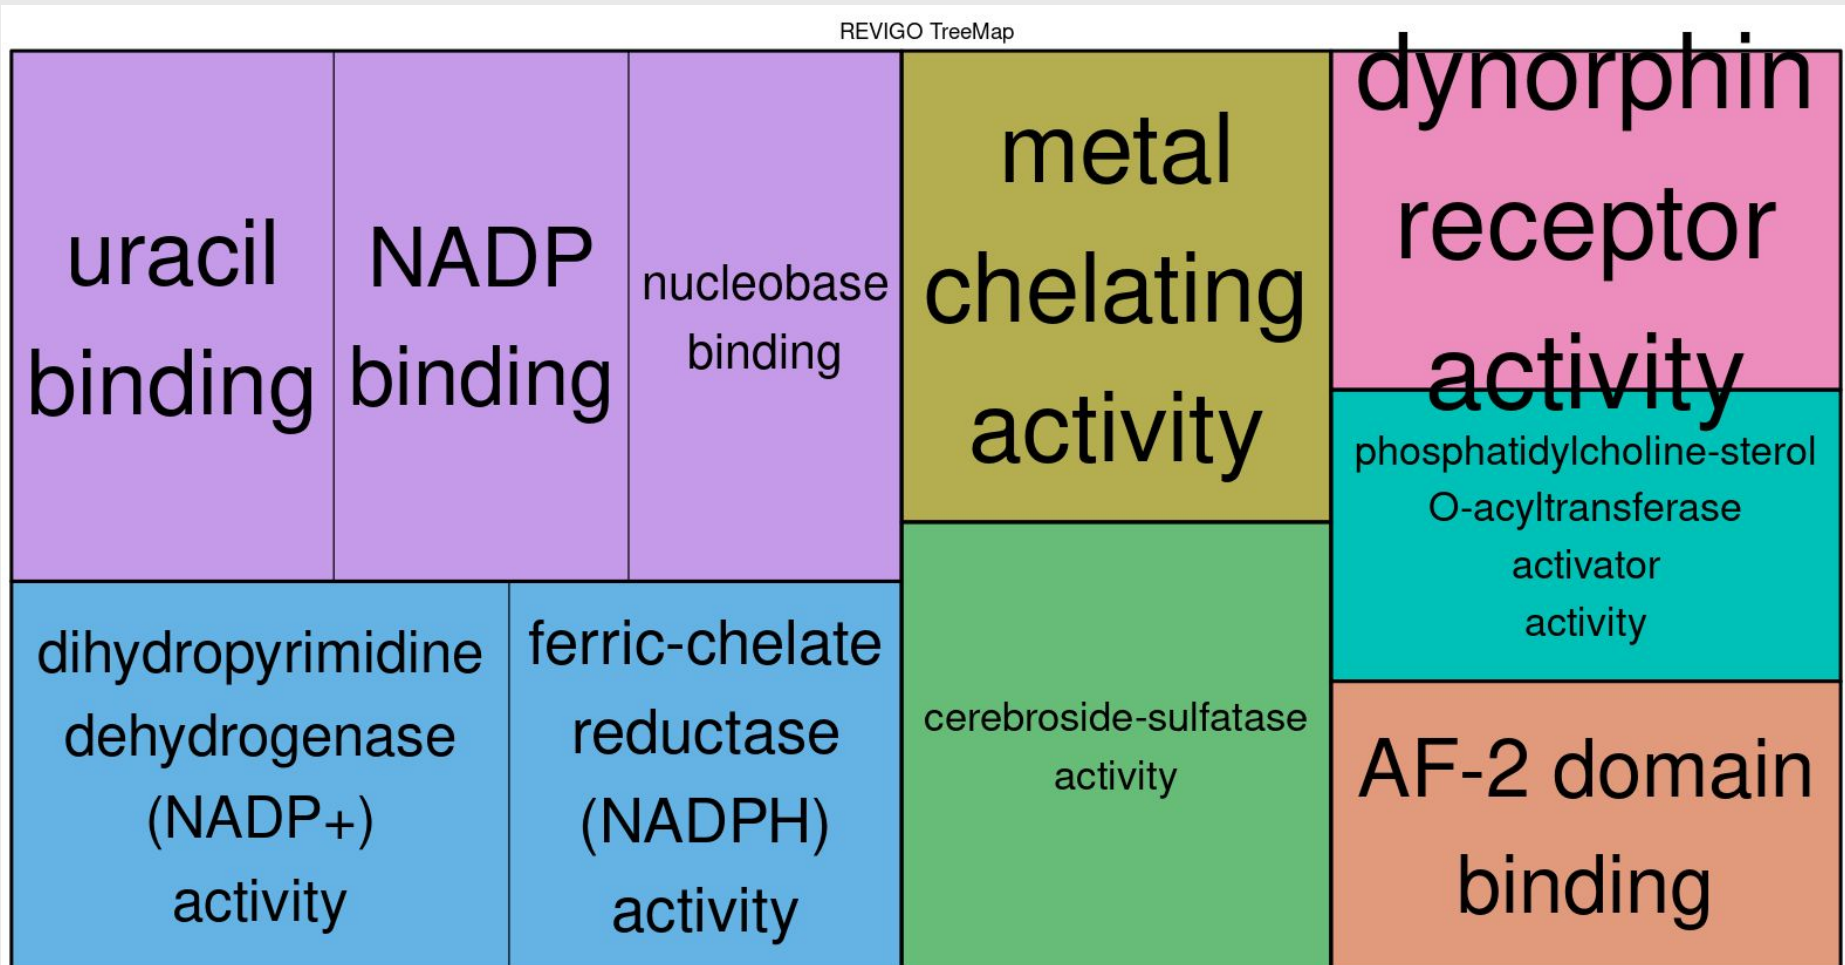 REVIGO TreeMap
uracil
binding
NADP
binding
nucleobase
binding
metal
chelating
activity
dynorphin
receptor
activity
phosphatidylcholine-sterol
O-acyltransferase
activator
activity
dihydropyrimidine
dehydrogenase
(NADP+)
activity
ferric-chelate
reductase
(NADPH)
activity
cerebroside-sulfatase
activity
AF-2 domain
binding